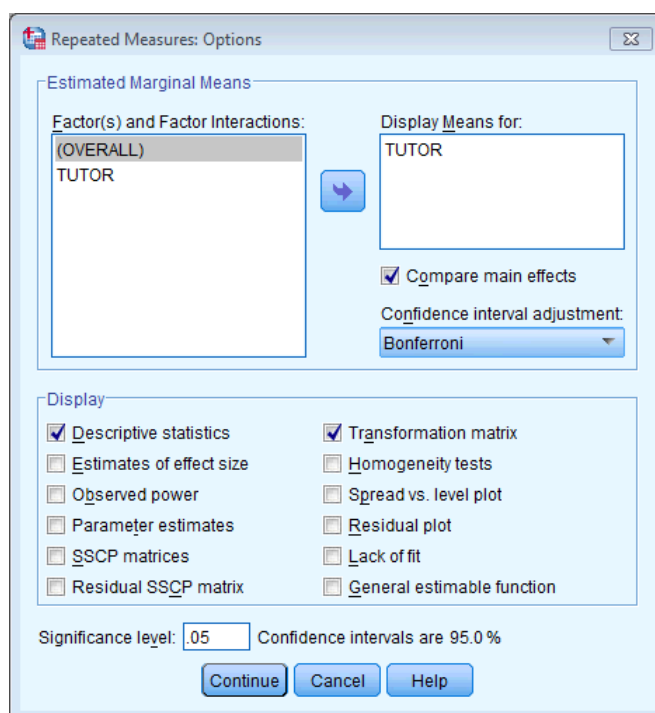 Repeated Measures: Options
Estimated Marginal Means
Factor(s) and Factor Interactions:
(OVERALL)
TUTOR
Display Means for:
TUTOR
Compare main effects
Confidence interval adjustment:
Bonferroni
Display
Descriptive statistics
Estimates of effect size
Observed power
Parameter estimates
SSCP matrices
Residual SSCP matrix
Transformation matrix
Homogeneity tests
Spread vs. level plot
Residual plot
Lack of fit
General estimable function
Significance level: .05 Confidence intervals are 95.0 %
Continue Cancel Help